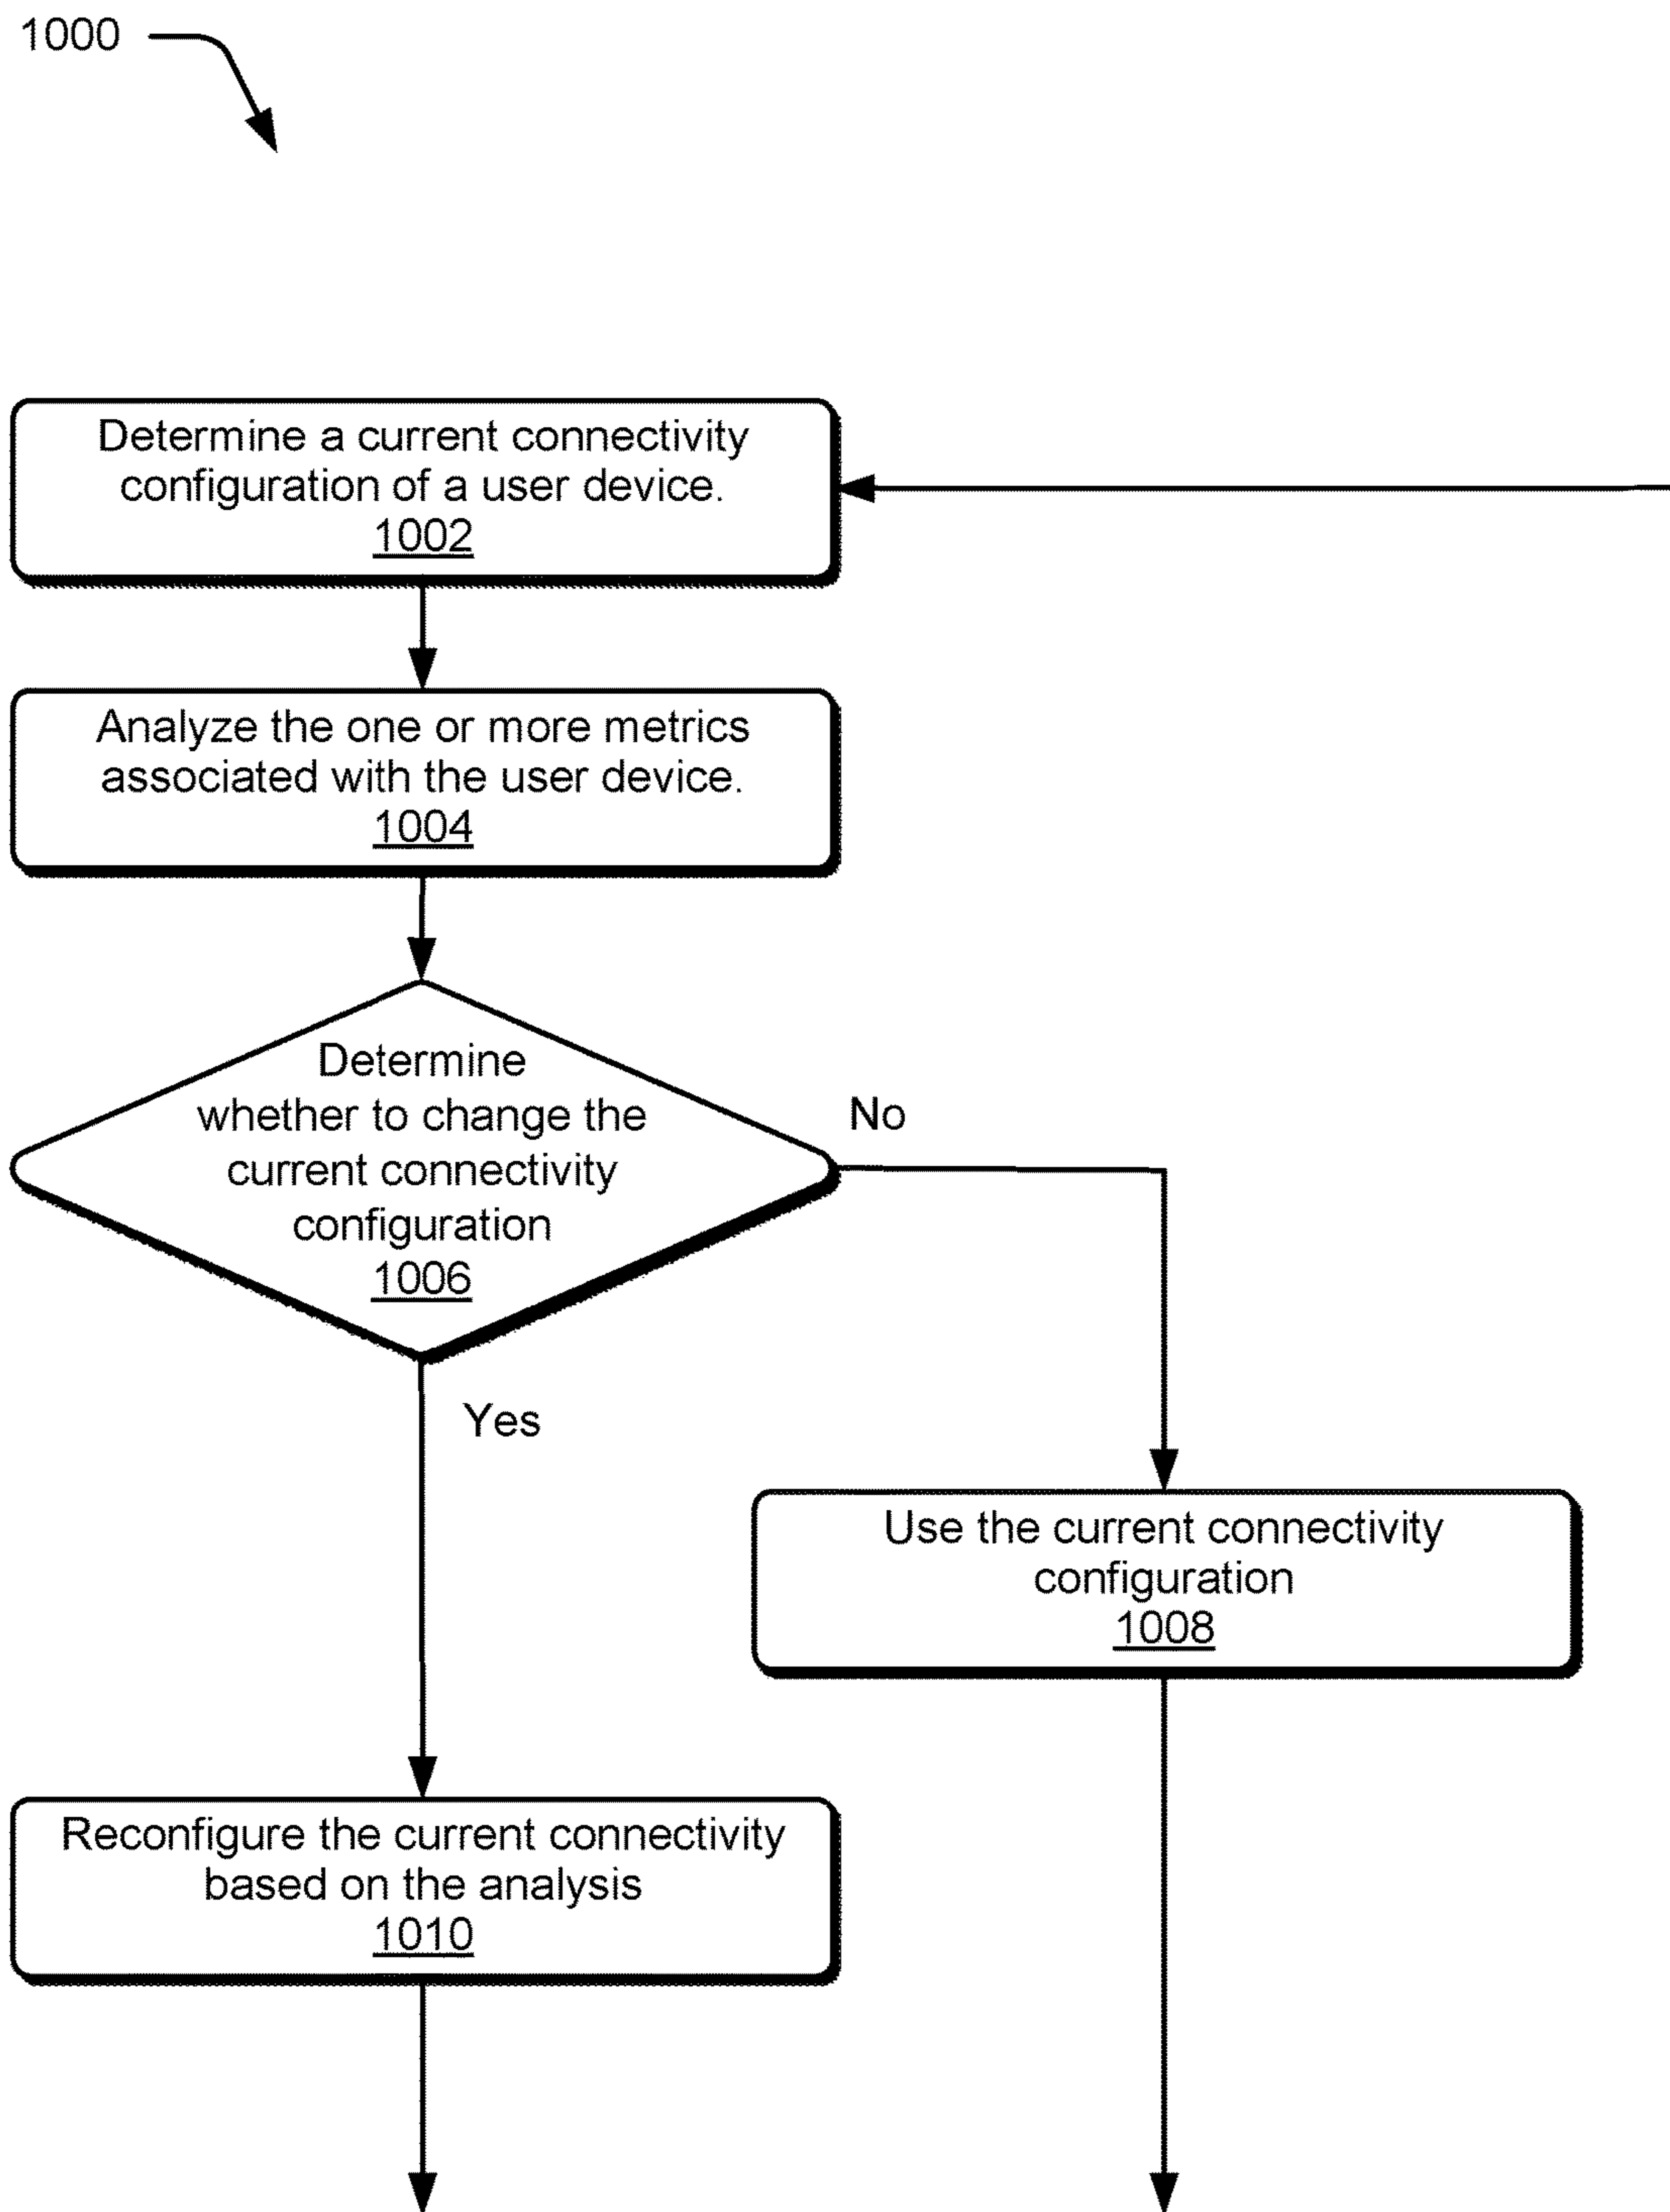 1000
Determine a current connectivity
configuration of a user device.
1002
Analyze the one or more metrics
associated with the user device.
1004
Determine
whether to change the
current connectivity
configuration
1006
No
Yes
Use the current connectivity
configuration
1008
Reconfigure the current connectivity
based on the analysis
1010